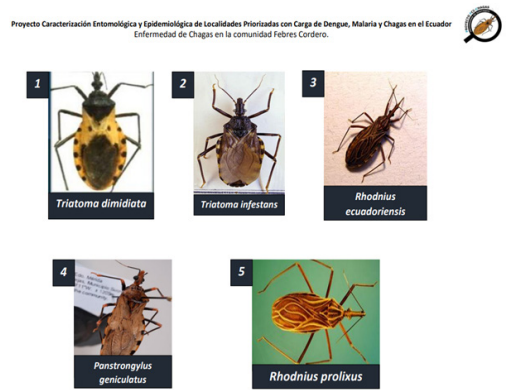 Proyecto Caracterización Entomológica y Epidemiológica de Localidades Priorizadas con Carga de Dengue, Malaria y Chagas en el Ecuador
Enfermedad de Chagas en la comunidad Febres Cordero.
1
2
3
Triatoma dimidiata
Triatoma infestans
Rhodnius
ecuadoriensis
4
5
Panstrongylus
geniculatus
Rhodnius prolixus